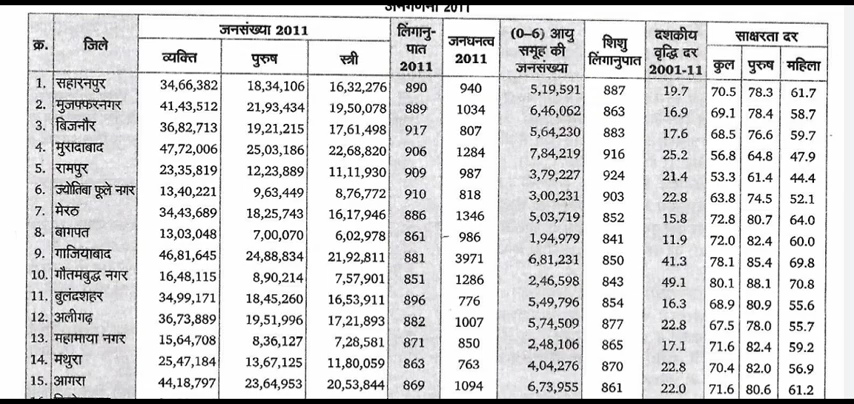 जनगणना 2011
क्र. जिले जनसंख्या 2011 लिंगानु-पात 2011 जनघनत्व 2011 (0–6) आयु समूह की जनसंख्या शिशु लिंगानुपात दशकीय वृद्धि दर 2001-11 साक्षरता दर
व्यक्ति पुरुष स्त्री कुल पुरुष महिला
1. सहारनपुर 34,66,382 18,34,106 16,32,276 890 940 5,19,591 887 19.7 70.5 78.3 61.7
2. मुजफ्फरनगर 41,43,512 21,93,434 19,50,078 889 1034 6,46,062 863 16.9 69.1 78.4 58.7
3. बिजनौर 36,82,713 19,21,215 17,61,498 917 807 5,64,230 883 17.6 68.5 76.6 59.7
4. मुरादाबाद 47,72,006 25,03,186 22,68,820 906 1284 7,84,219 916 25.2 56.8 64.8 47.9
5. रामपुर 23,35,819 12,23,889 11,11,930 909 987 3,79,227 924 21.4 53.3 61.4 44.4
6. ज्योतिबा फूले नगर 13,40,221 9,63,449 8,76,772 910 818 3,00,231 903 22.8 63.8 74.5 52.1
7. मेरठ 34,43,689 18,25,743 16,17,946 886 1346 5,03,719 852 15.8 72.8 80.7 64.0
8. बागपत 13,03,048 7,00,070 6,02,978 861 986 1,94,979 841 11.9 72.0 82.4 60.0
9. गाजियाबाद 46,81,645 24,88,834 21,92,811 881 3971 6,81,231 850 41.3 78.1 85.4 69.8
10. गौतमबुद्ध नगर 16,48,115 8,90,214 7,57,901 851 1286 2,46,598 843 49.1 80.1 88.1 70.8
11. बुलंदशहर 34,99,171 18,45,260 16,53,911 896 776 5,49,796 854 16.3 68.9 80.9 55.6
12. अलीगढ़ 36,73,889 19,51,996 17,21,893 882 1007 5,74,509 877 22.8 67.5 78.0 55.7
13. महामाया नगर 15,64,708 8,36,127 7,28,581 871 850 2,48,106 865 17.1 71.6 82.4 59.2
14. मथुरा 25,47,184 13,67,125 11,80,059 863 763 4,04,276 870 22.8 70.4 82.0 56.9
15. आगरा 44,18,797 23,64,953 20,53,844 869 1094 6,73,955 861 22.0 71.6 80.6 61.2